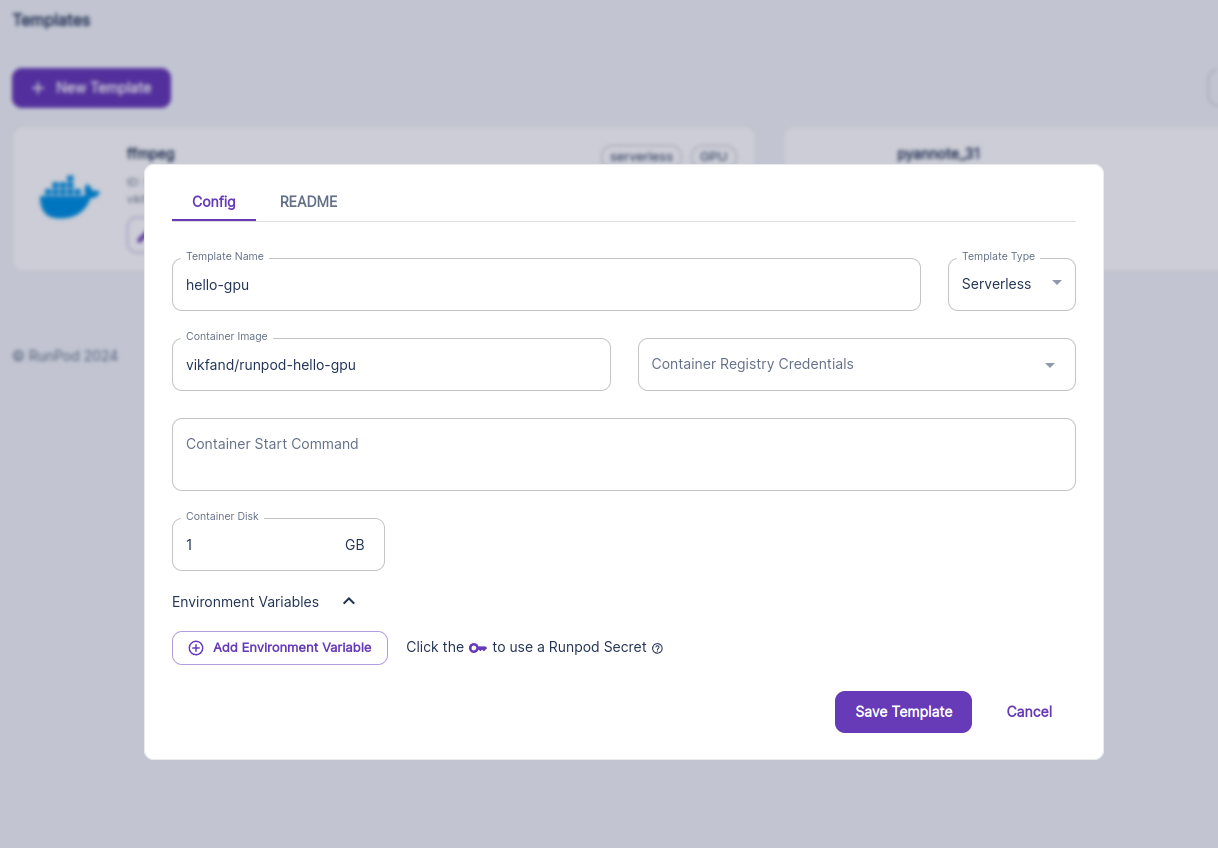 Templates
+ New Template
ffmpeg
serverless GPU
pyannote_31
ID:
Config README
Template Name
hello-gpu
Template Type
Serverless
Container Image
vikfand/runpod-hello-gpu
Container Registry Credentials
© RunPod 2024
Container Start Command
Container Disk
1 GB
Environment Variables
Add Environment Variable
Click the to use a Runpod Secret
Save Template
Cancel